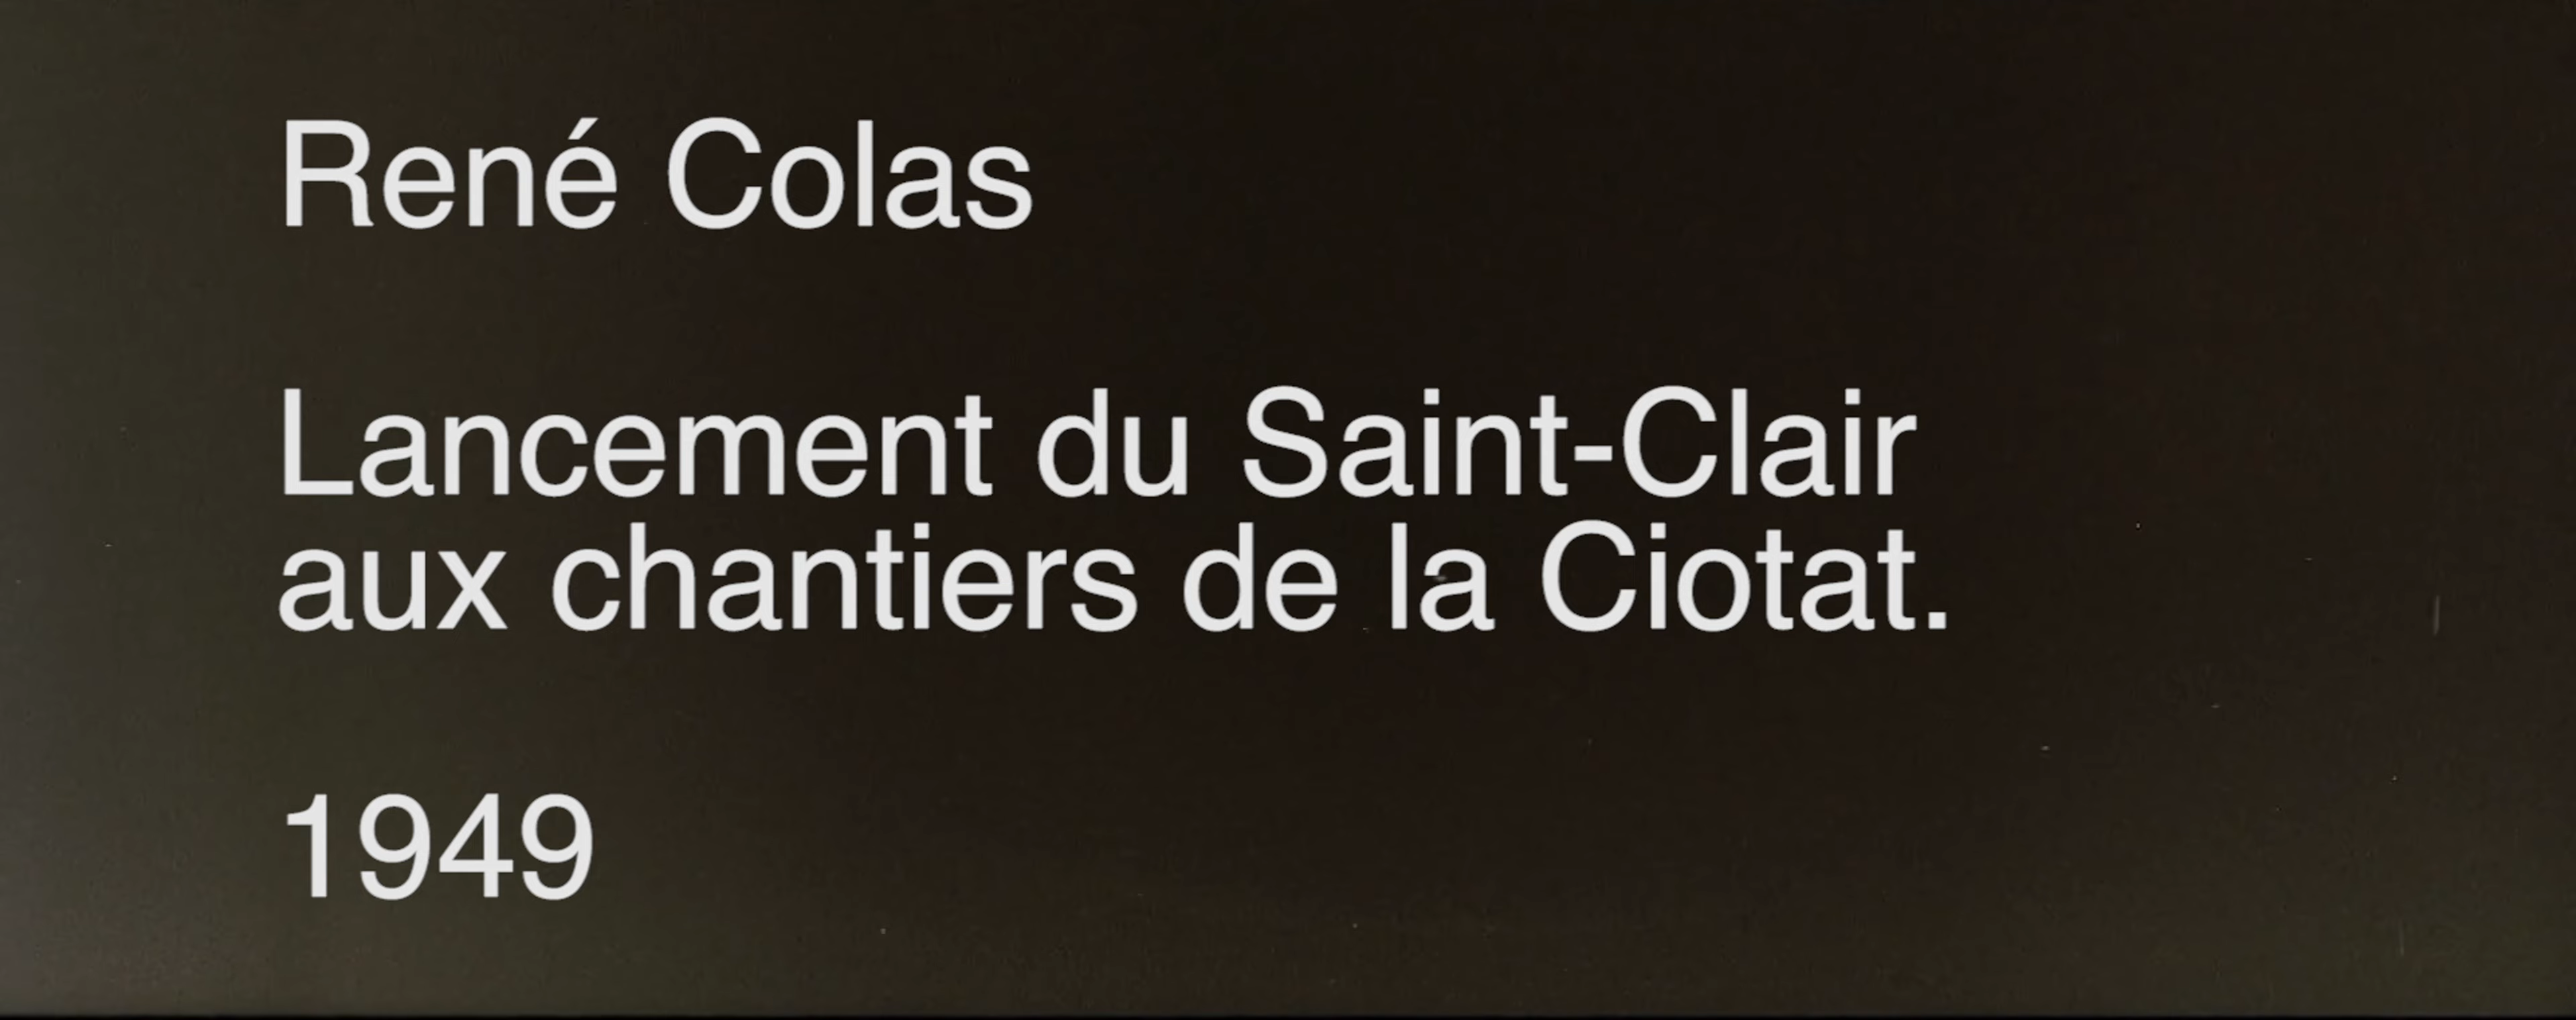 René Colas
Lancement du Saint-Clair
aux chantiers de la Ciotat.
1949